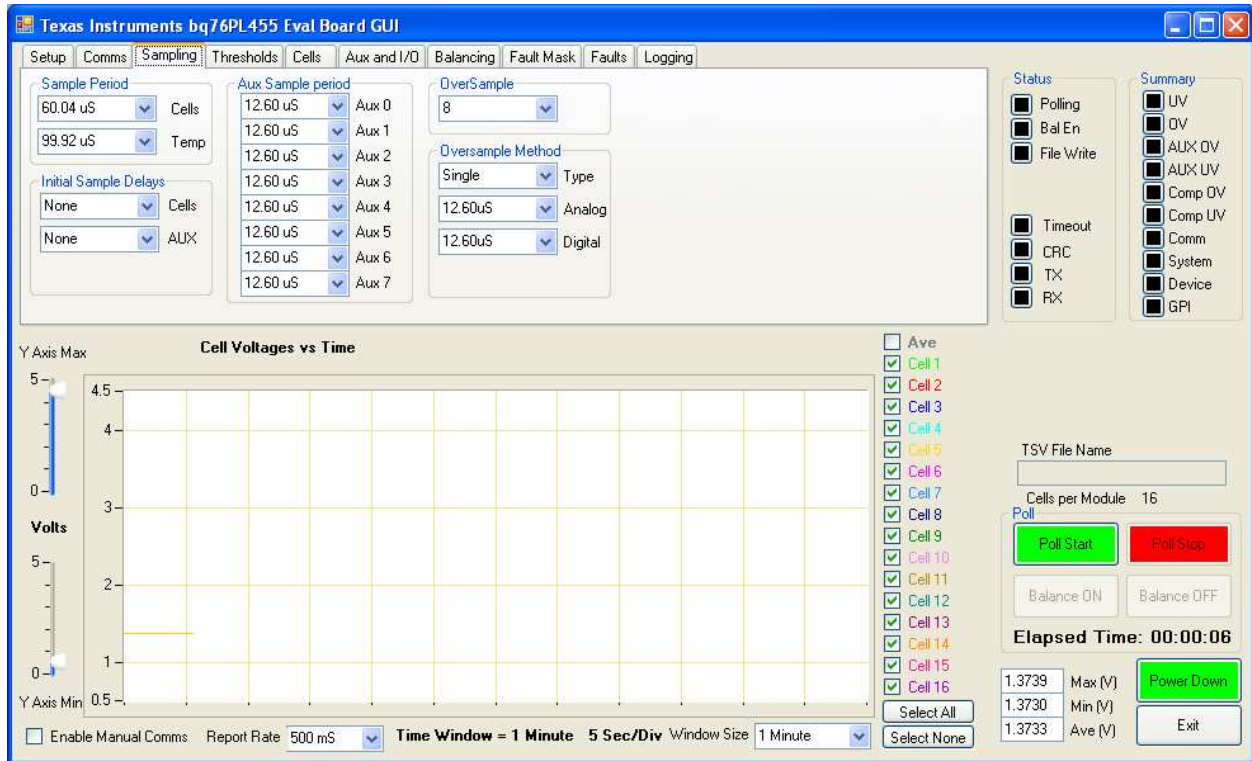 Texas Instruments bq76PL455 Eval Board GUI
Setup Comms Sampling Thresholds Cells Aux and I/O Balancing Fault Mask Faults Logging
Sample Period
60.04 uS Cells
99.92 uS Temp
Initial Sample Delays
None Cells
None AUX
Aux Sample period
12.60 uS Aux 0
12.60 uS Aux 1
12.60 uS Aux 2
12.60 uS Aux 3
12.60 uS Aux 4
12.60 uS Aux 5
12.60 uS Aux 6
12.60 uS Aux 7
OverSample
8
Oversample Method
Single Type
12.60uS Analog
12.60uS Digital
Status
Polling
Bal En
File Write
Timeout
CRC
TX
RX
Summary
UV
OV
AUX OV
AUX UV
Comp OV
Comp UV
Comm
System
Device
GPI
Y Axis Max
5
0
Volts
5
0
Y Axis Min
Cell Voltages vs Time
4.5
4
3
2
1
0.5
Ave
Cell 1
Cell 2
Cell 3
Cell 4
Cell 5
Cell 6
Cell 7
Cell 8
Cell 9
Cell 10
Cell 11
Cell 12
Cell 13
Cell 14
Cell 15
Cell 16
Select All
Select None
TSV File Name
Cells per Module 16
Poll
Poll Start Poll Stop
Balance ON Balance OFF
Elapsed Time: 00:00:06
1.3739 Max (V)
1.3730 Min (V)
1.3733 Ave (V)
Power Down
Exit
Enable Manual Comms Report Rate 500 mS Time Window = 1 Minute 5 Sec/Div Window Size 1 Minute